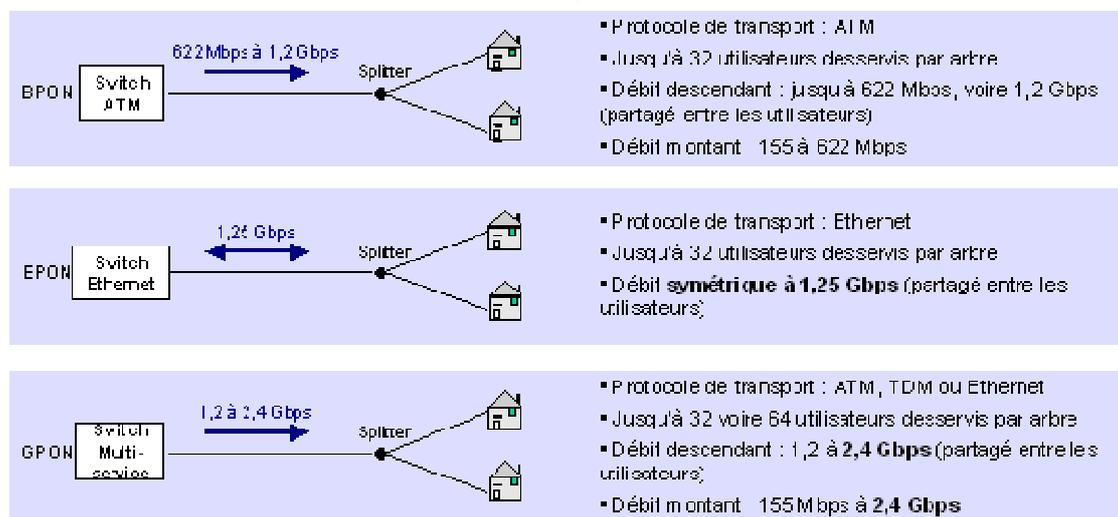 622Mbps à 1,2Gbps
Splitter
BPON
Switch
ATM
▪Protocole de transport : ATM
▪Jusqu'à 32 utilisateurs desservis par arbre
▪Débit descendant : jusqu'à 622 Mbps, voire 1,2 Gbps
(partagé entre les utilisateurs)
▪Débit montant 155 à 622 Mbps
1,25 Gbps
Splitter
EPON
Switch
Ethernet
▪Protocole de transport : Ethernet
▪Jusqu'à 32 utilisateurs desservis par arbre
▪Débit symétrique à 1,25 Gbps (partagé entre les
utilisateurs)
1,2 à 2,4 Gbps
Splitter
GPON
Switch
Multi-
service
▪Protocole de transport : ATM, TDM ou Ethernet
▪Jusqu'à 32 voire 64 utilisateurs desservis par arbre
▪Débit descendant : 1,2 à 2,4 Gbps (partagé entre les
utilisateurs)
▪Débit montant 155 Mbps à 2,4 Gbps